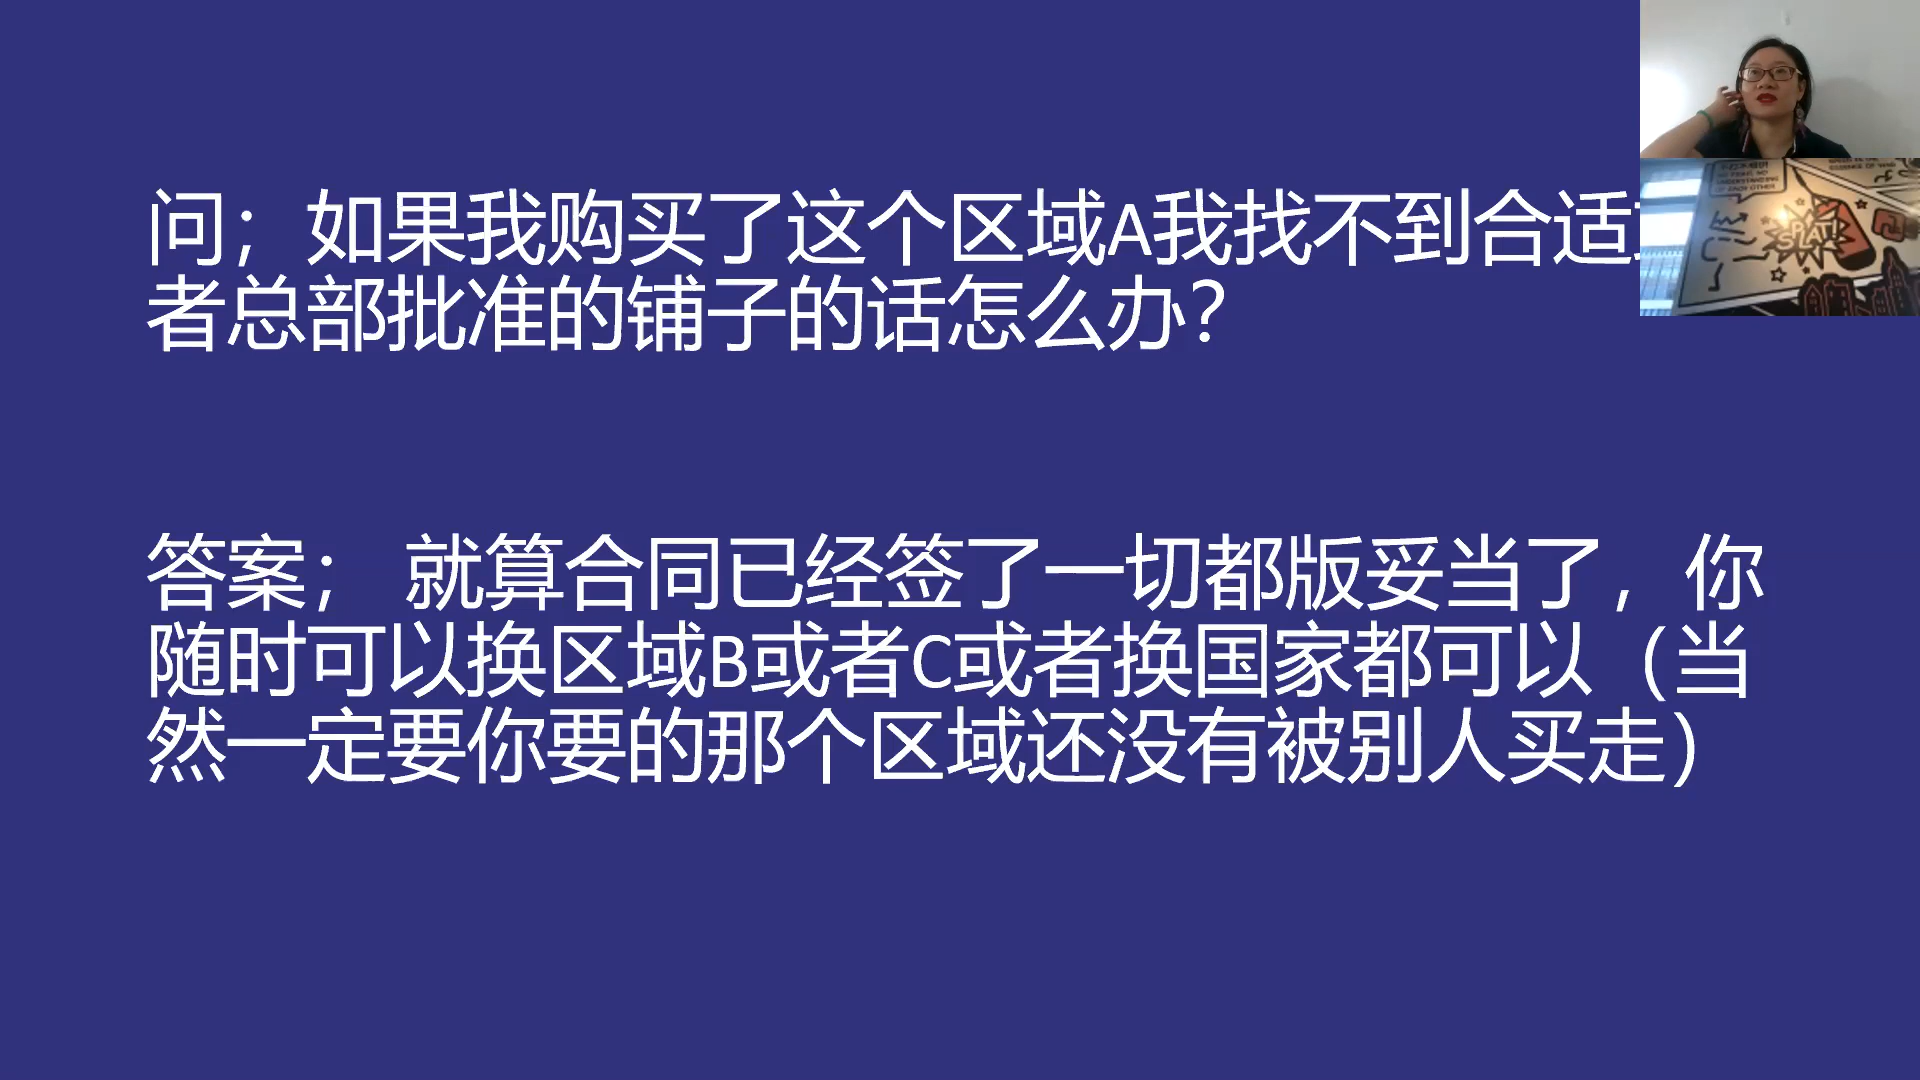 问；如果我购买了这个区域A我找不到合适
者总部批准的铺子的话怎么办？
答案； 就算合同已经签了一切都版妥当了，你
随时可以换区域B或者C或者换国家都可以（当
然一定要你要的那个区域还没有被别人买走）
SPLAT!